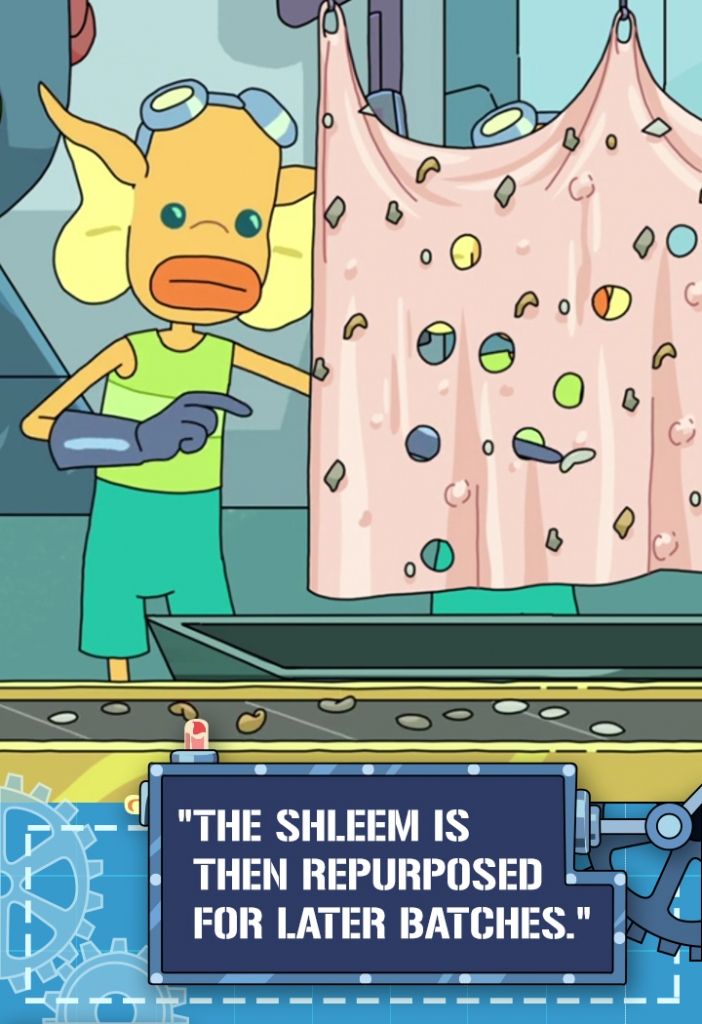 "THE SHLEEM IS
THEN REPURPOSED
FOR LATER BATCHES."